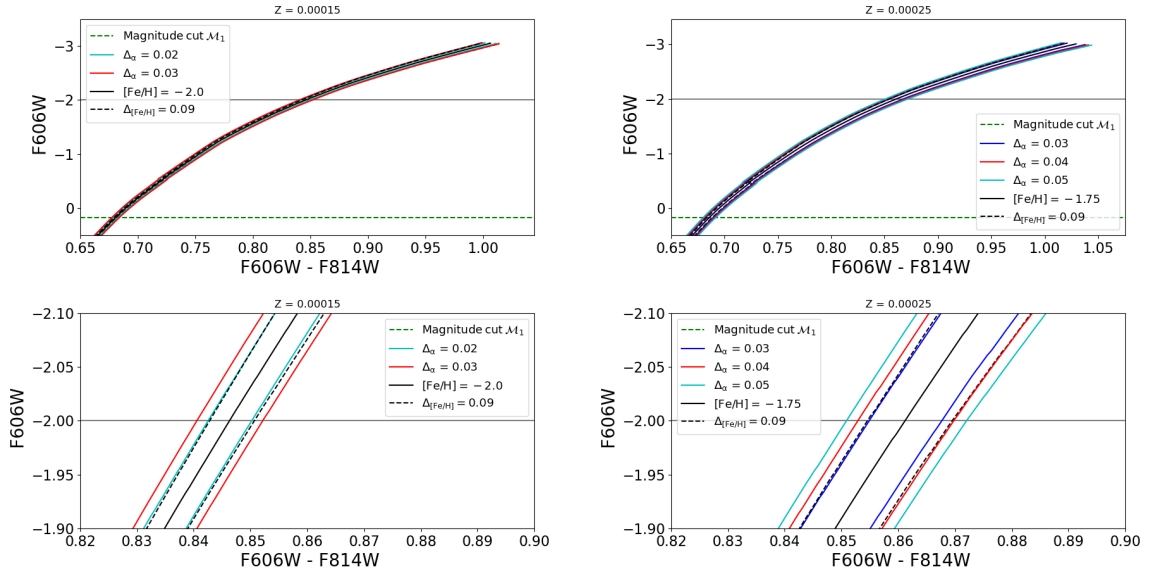 Z = 0.00015
F606W
−3
−2
−1
0
Magnitude cut ℳ₁
Δα = 0.02
Δα = 0.03
[Fe/H] = −2.0
Δ[Fe/H] = 0.09
0.65 0.70 0.75 0.80 0.85 0.90 0.95 1.00
F606W - F814W
Z = 0.00025
F606W
−3
−2
−1
0
Magnitude cut ℳ₁
Δα = 0.03
Δα = 0.04
Δα = 0.05
[Fe/H] = −1.75
Δ[Fe/H] = 0.09
0.65 0.70 0.75 0.80 0.85 0.90 0.95 1.00 1.05
F606W - F814W
Z = 0.00015
F606W
−2.10
−2.05
−2.00
−1.95
−1.90
Magnitude cut ℳ₁
Δα = 0.02
Δα = 0.03
[Fe/H] = −2.0
Δ[Fe/H] = 0.09
0.82 0.83 0.84 0.85 0.86 0.87 0.88 0.89 0.90
F606W - F814W
Z = 0.00025
F606W
−2.10
−2.05
−2.00
−1.95
−1.90
Magnitude cut ℳ₁
Δα = 0.03
Δα = 0.04
Δα = 0.05
[Fe/H] = −1.75
Δ[Fe/H] = 0.09
0.82 0.83 0.84 0.85 0.86 0.87 0.88 0.89 0.90
F606W - F814W